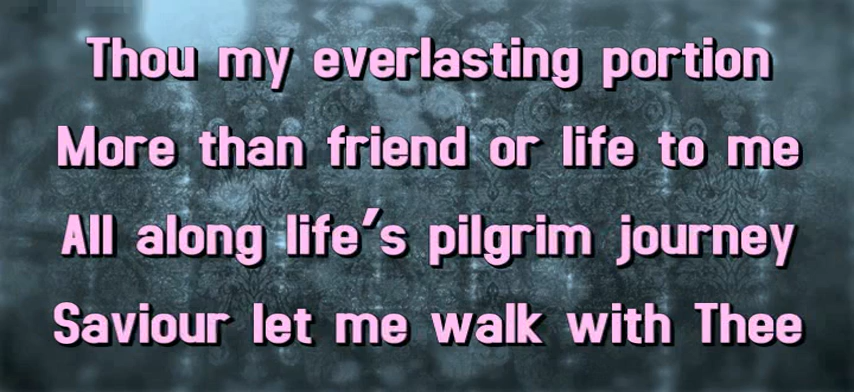 Thou my everlasting portion
More than friend or life to me
All along life's pilgrim journey
Saviour let me walk with Thee